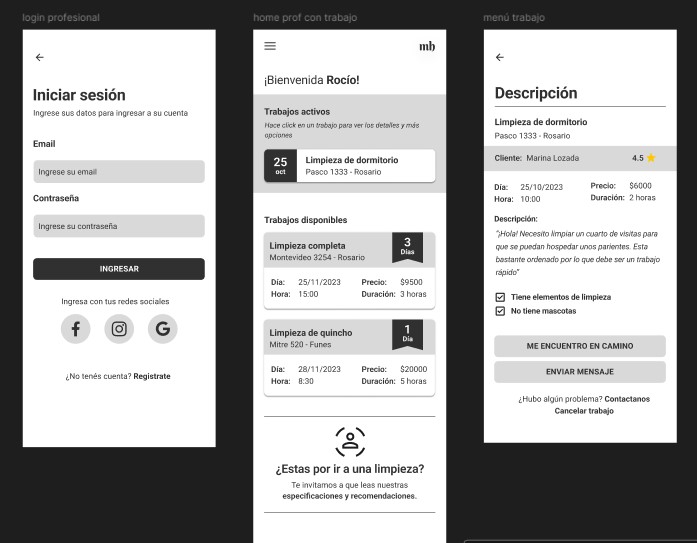 login profesional
Iniciar sesión
Ingrese sus datos para ingresar a su cuenta
Email
Ingrese su email
Contraseña
Ingrese su contraseña
INGRESAR
Ingresa con tus redes sociales
¿No tenés cuenta? Registrate
home prof con trabajo
mb
¡Bienvenida Rocío!
Trabajos activos
Hace click en un trabajo para ver los detalles y más
opciones
25
oct
Limpieza de dormitorio
Pasco 1333 - Rosario
Trabajos disponibles
Limpieza completa
Montevideo 3254 - Rosario
3
Días
Día: 25/11/2023 Precio: $9500
Hora: 15:00 Duración: 3 horas
Limpieza de quincho
Mitre 520 - Funes
1
Día
Día: 28/11/2023 Precio: $20000
Hora: 8:30 Duración: 5 horas
¿Estas por ir a una limpieza?
Te invitamos a que leas nuestras
especificaciones y recomendaciones.
menú trabajo
Descripción
Limpieza de dormitorio
Pasco 1333 - Rosario
Cliente: Marina Lozada 4.5
Día: 25/10/2023 Precio: $6000
Hora: 10:00 Duración: 2 horas
Descripción:
"¡Hola! Necesito limpiar un cuarto de visitas para
que se puedan hospedar unos parientes. Esta
bastante ordenado por lo que debe ser un trabajo
rápido"
Tiene elementos de limpieza
No tiene mascotas
ME ENCUENTRO EN CAMINO
ENVIAR MENSAJE
¿Hubo algún problema? Contactanos
Cancelar trabajo